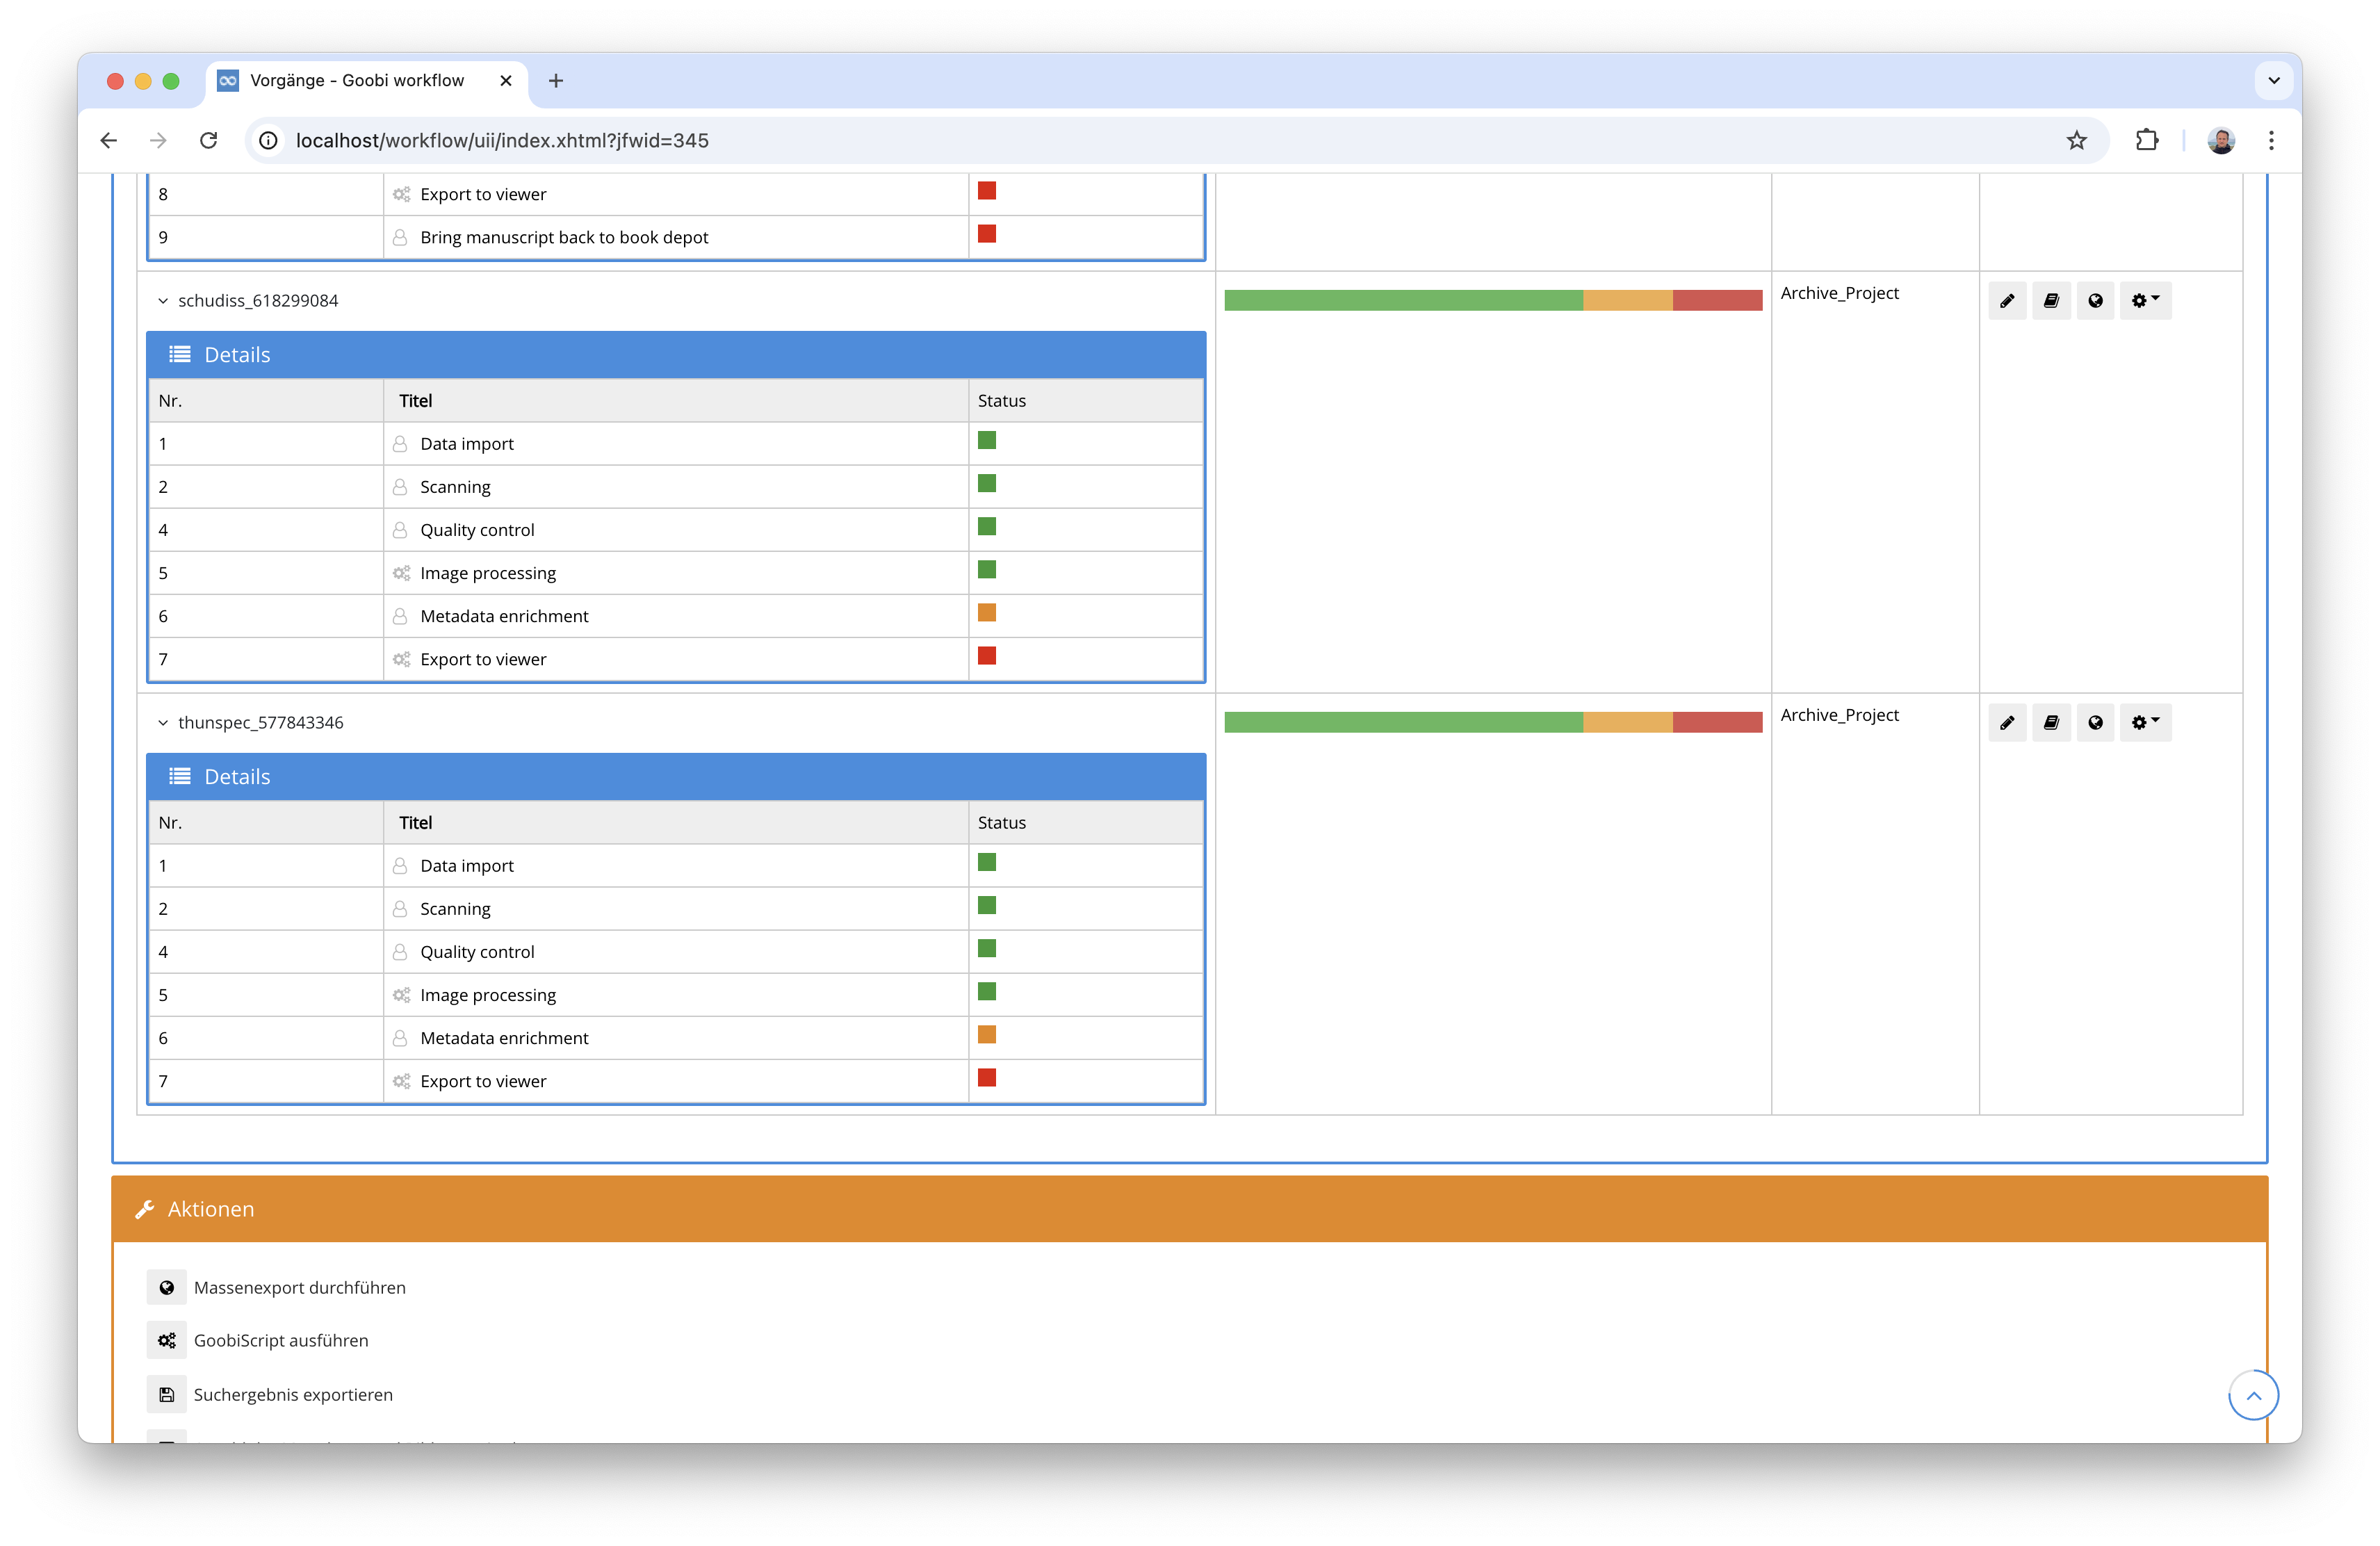 Vorgänge - Goobi workflow
localhost/workflow/uii/index.xhtml?jfwid=345
8 Export to viewer
9 Bring manuscript back to book depot
schudiss_618299084 Archive_Project
Details
Nr. Titel Status
1 Data import
2 Scanning
4 Quality control
5 Image processing
6 Metadata enrichment
7 Export to viewer
thunspec_577843346 Archive_Project
Details
Nr. Titel Status
1 Data import
2 Scanning
4 Quality control
5 Image processing
6 Metadata enrichment
7 Export to viewer
Aktionen
Massenexport durchführen
GoobiScript ausführen
Suchergebnis exportieren